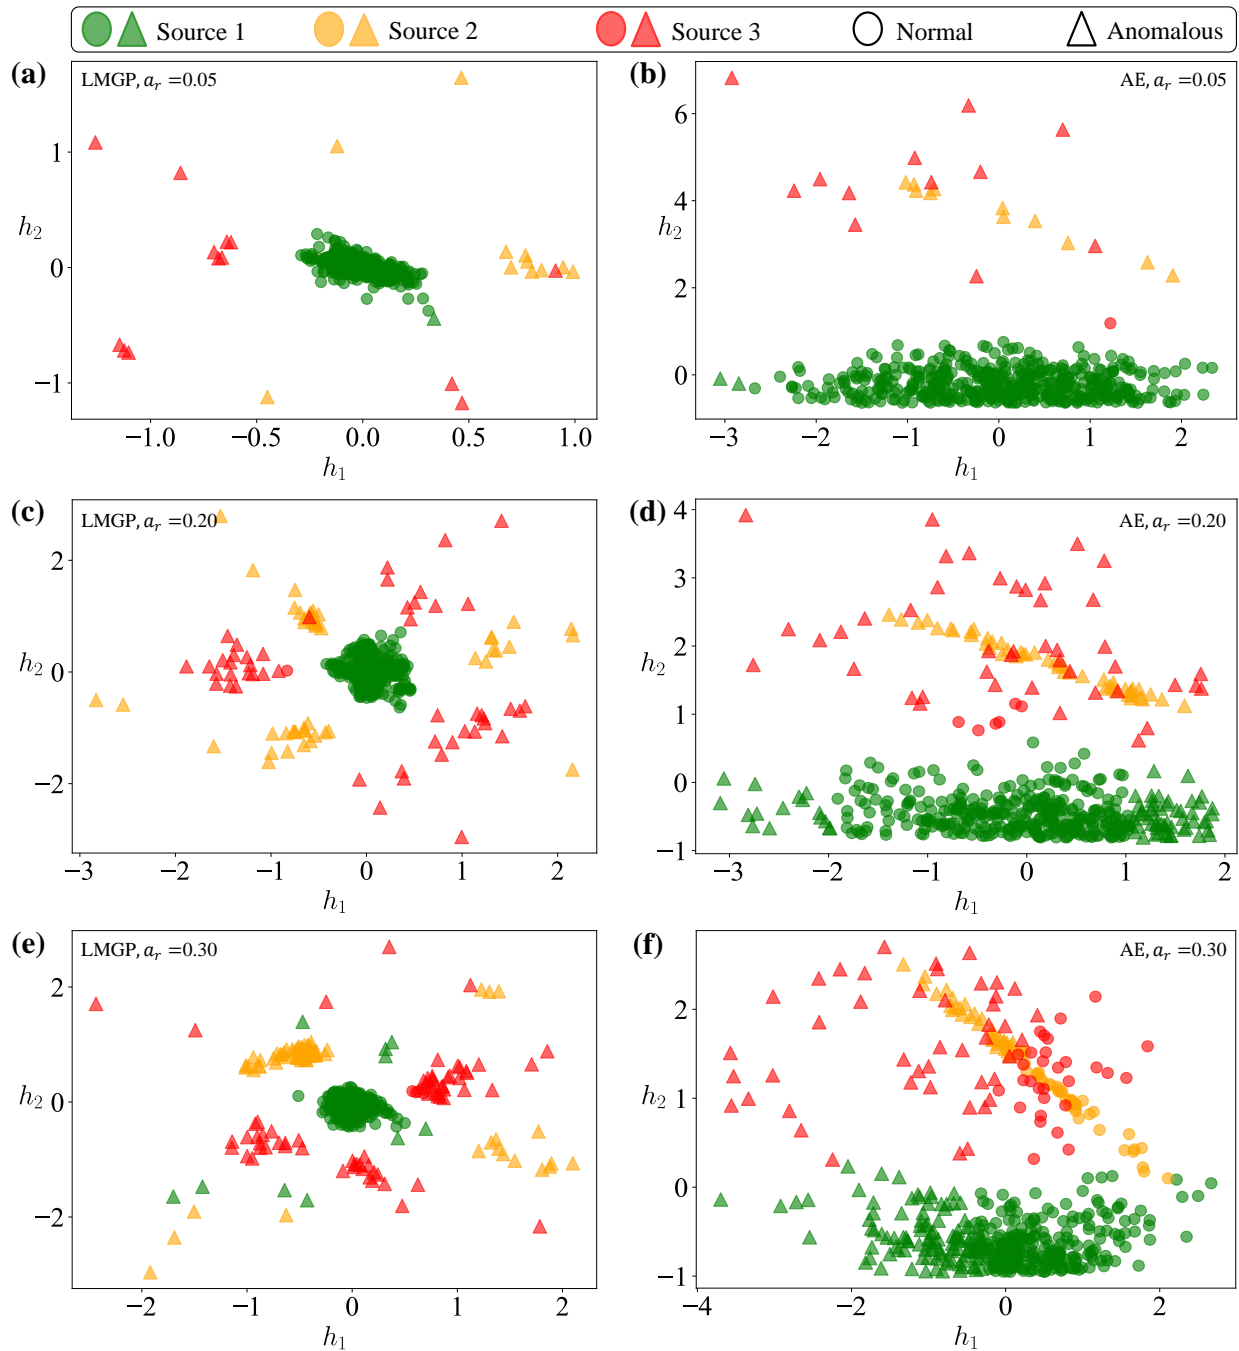 Source 1 Source 2 Source 3 Normal Anomalous
(a) LMGP, a_r =0.05
1
0
−1
h_2
−1.0 −0.5 0.0 0.5 1.0
h_1
(b) AE, a_r =0.05
6
4
2
0
h_2
−3 −2 −1 0 1 2
h_1
(c) LMGP, a_r =0.20
2
0
−2
h_2
−3 −2 −1 0 1 2
h_1
(d) AE, a_r =0.20
4
3
2
1
0
−1
h_2
−3 −2 −1 0 1 2
h_1
(e) LMGP, a_r =0.30
2
0
−2
h_2
−2 −1 0 1 2
h_1
(f) AE, a_r =0.30
2
1
0
−1
h_2
−4 −2 0 2
h_1